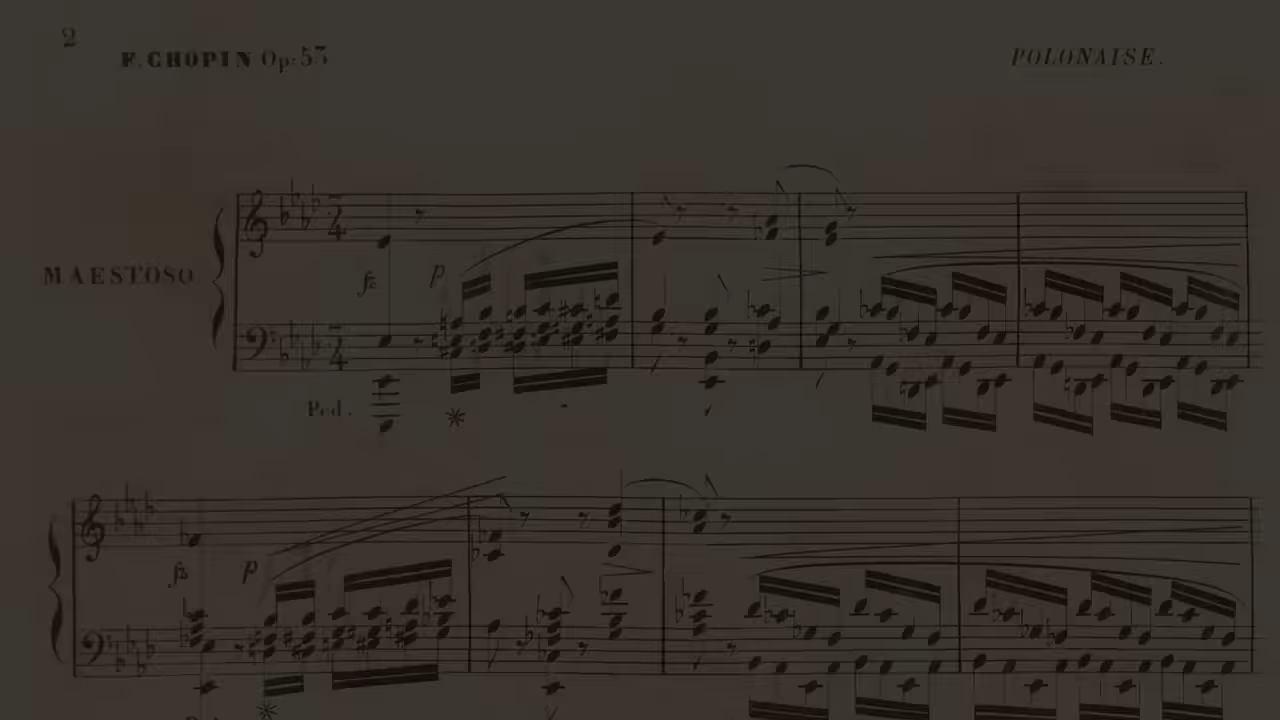 2
F. CHOPIN Op: 53
POLONAISE.
MAESTOSO
fz
p
Ped.
fz
p